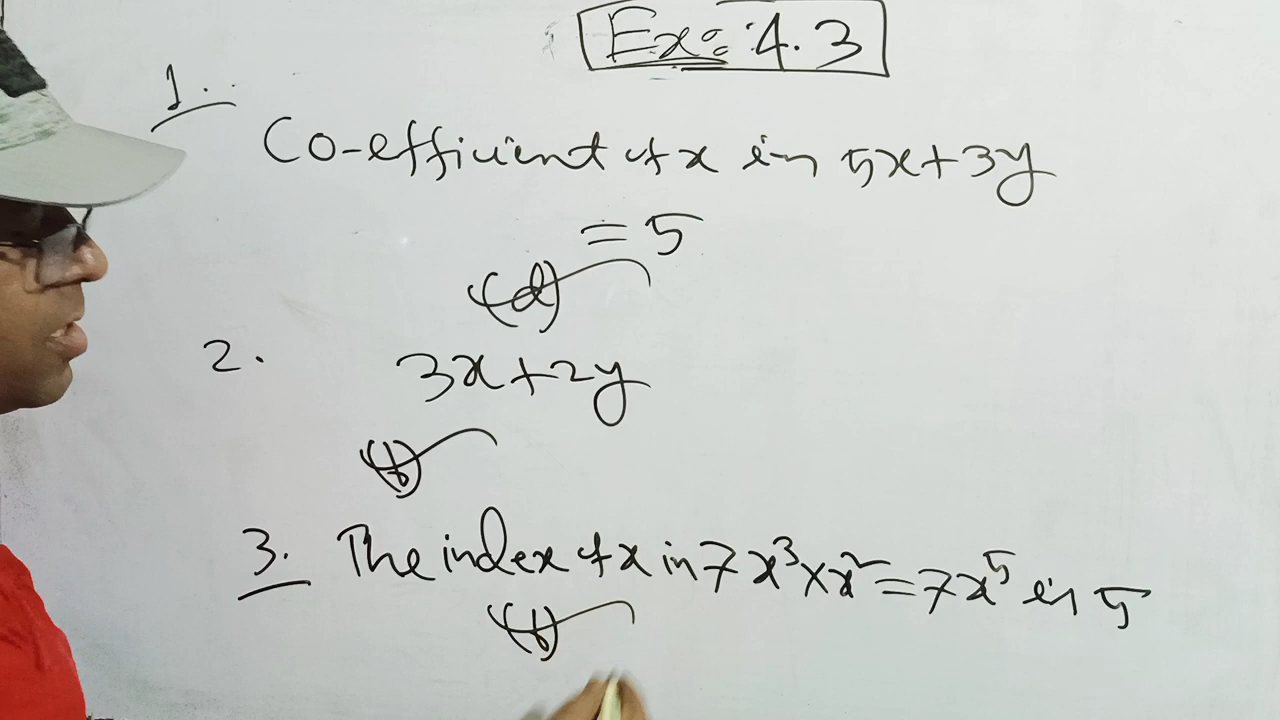 Ex: 4.3
1.
Co-efficient of x in 5x+3y
= 5
(d)
2. 3x+2y
(b)
3. The index of x in 7x³×x²=7x⁵ is 5
(b)